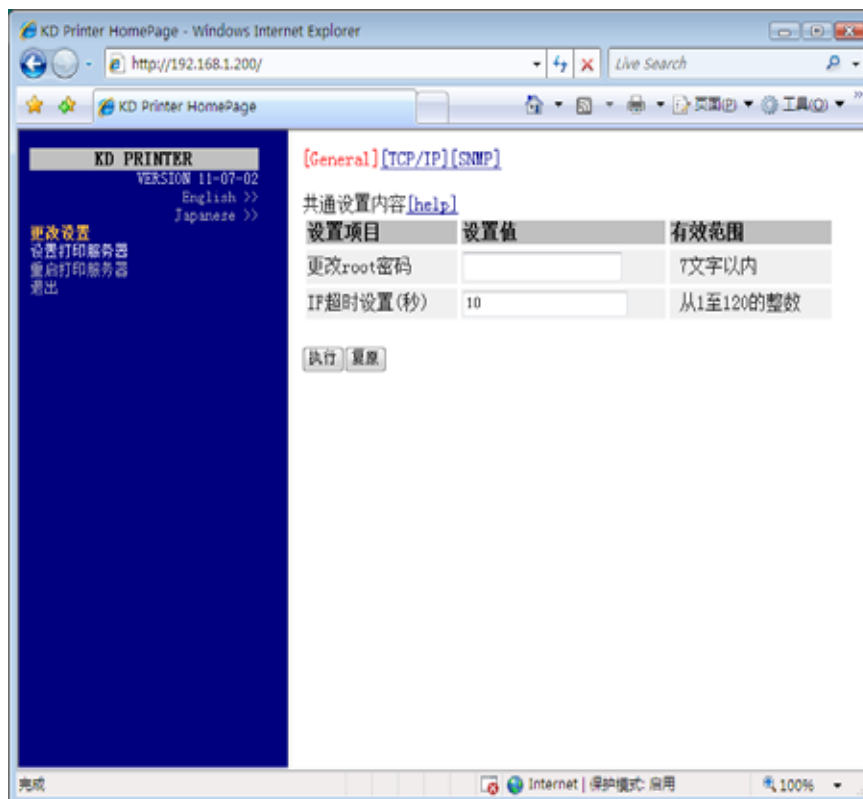 KD Printer HomePage - Windows Internet Explorer
http://192.168.1.200/
Live Search
KD Printer HomePage
页面(P)
工具(O)
KD PRINTER
VERSION 11-07-02
English >>
Japanese >>
更改设置
设置打印服务器
重启打印服务器
退出
[General][TCP/IP][SNMP]
共通设置内容[help]
设置项目 设置值 有效范围
更改root密码 7文字以内
IF超时设置(秒) 10 从1至120的整数
执行 复原
完成
Internet | 保护模式: 启用
100%